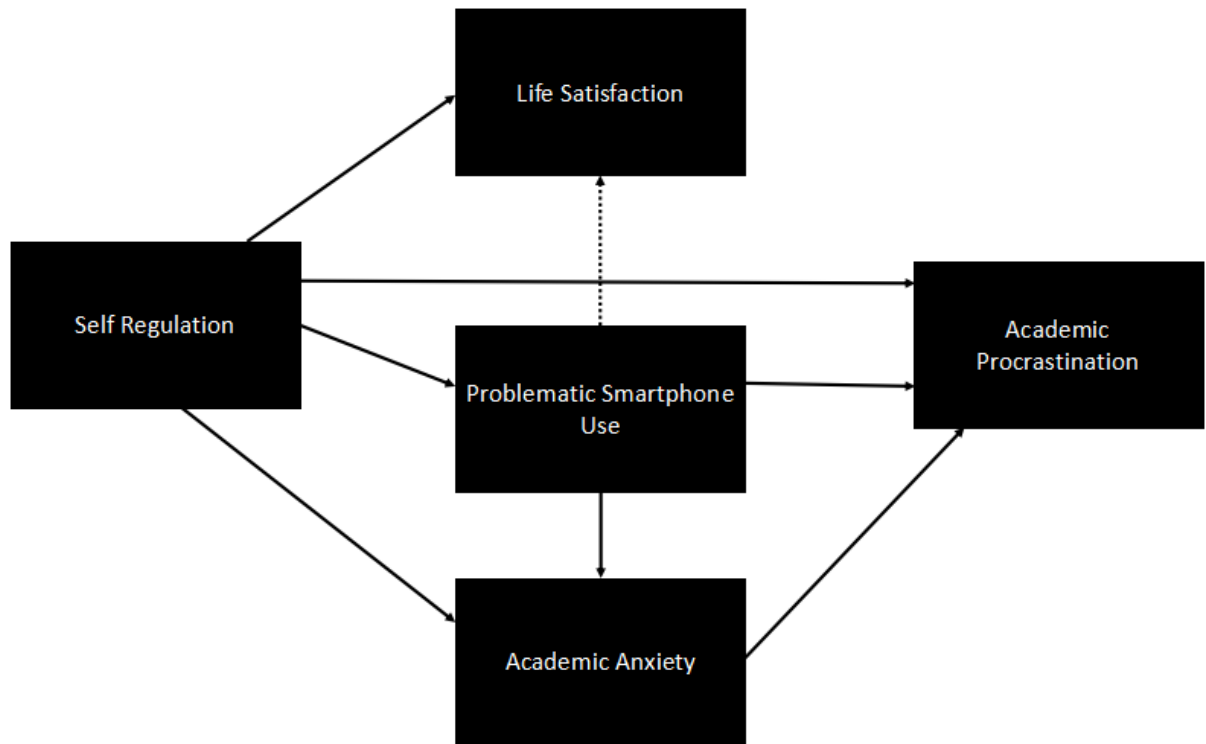 Life Satisfaction
Self Regulation
Academic
Procrastination
Problematic Smartphone
Use
Academic Anxiety